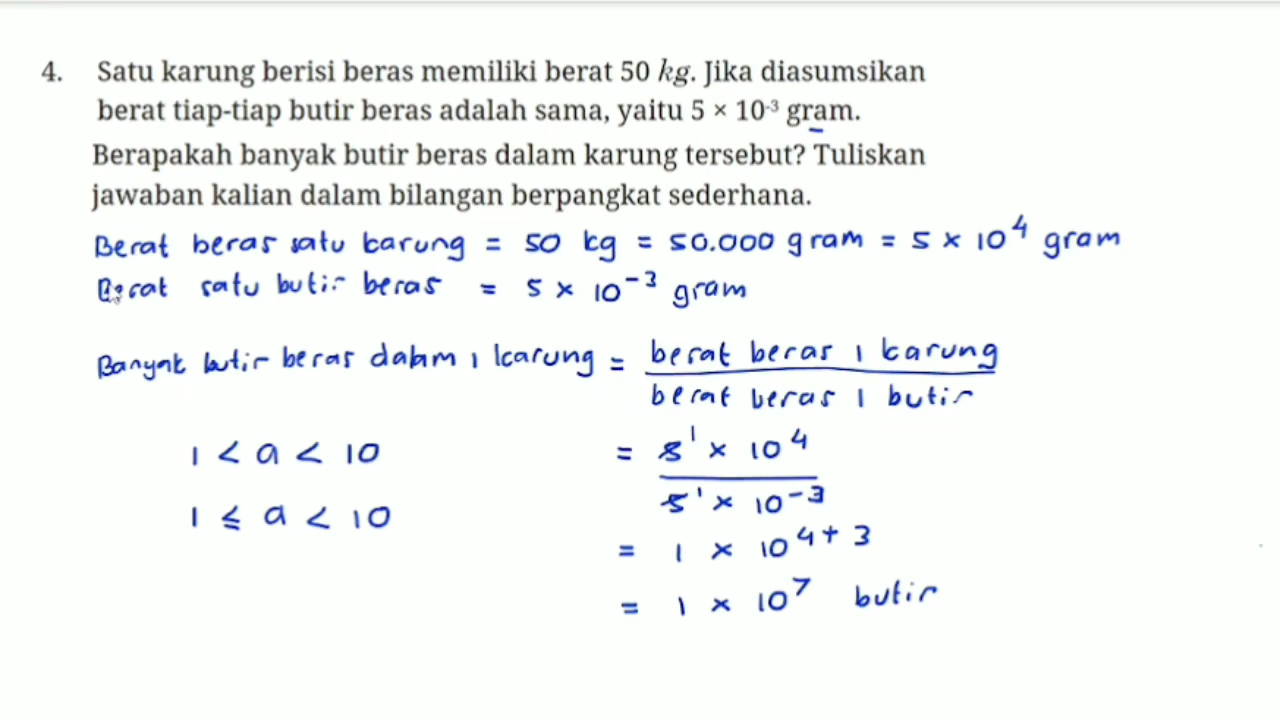 4. Satu karung berisi beras memiliki berat 50 kg. Jika diasumsikan
berat tiap-tiap butir beras adalah sama, yaitu 5 × 10⁻³ gram.
Berapakah banyak butir beras dalam karung tersebut? Tuliskan
jawaban kalian dalam bilangan berpangkat sederhana.
Berat beras satu karung = 50 kg = 50.000 gram = 5 × 10⁴ gram
Berat satu butir beras = 5 × 10⁻³ gram
Banyak butir beras dalam 1 karung = berat beras 1 karung
berat beras 1 butir
1 < a < 10
= 5¹ × 10⁴
5¹ × 10⁻³
1 ≤ a < 10
= 1 × 10⁴⁺³
= 1 × 10⁷ butir